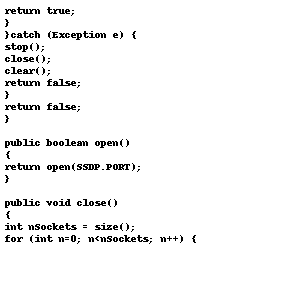 return true;
}
}catch (Exception e) {
stop();
close();
clear();
return false;
}
return false;
}

public boolean open()
{
return open(SSDP.PORT);
}

public void close()
{
int nSockets = size();
for (int n=0; n<nSockets; n++) {